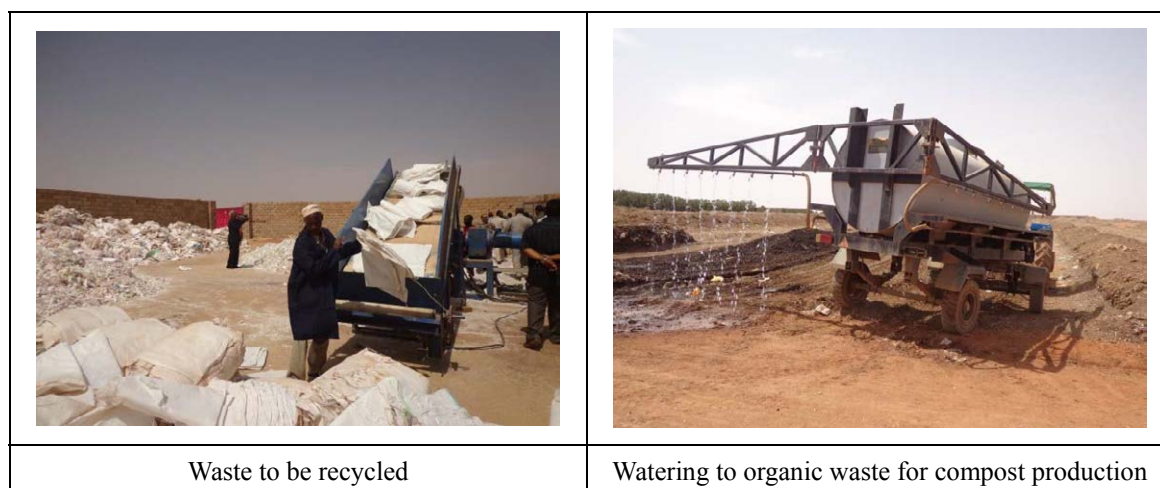 Waste to be recycled
Watering to organic waste for compost production